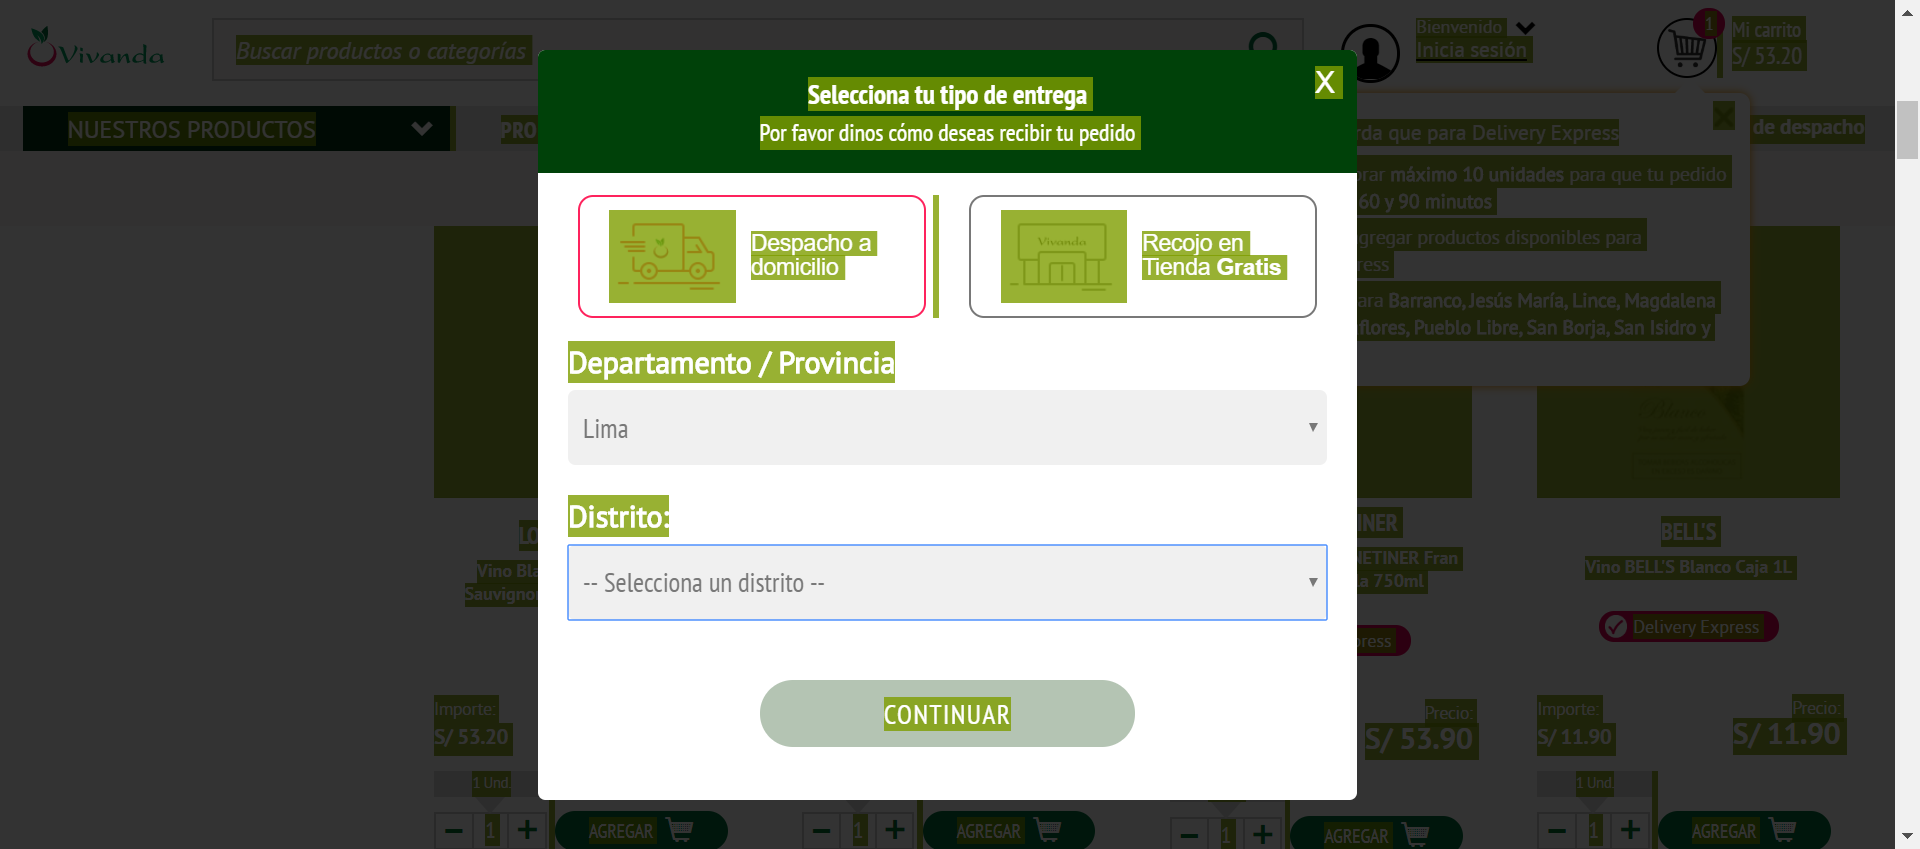 Vivanda
Buscar productos o categorías
Bienvenido
Inicia sesión
1
Mi carrito
S/ 53.20
NUESTROS PRODUCTOS
PRO
de despacho
Selecciona tu tipo de entrega
X
Por favor dinos cómo deseas recibir tu pedido
rda que para Delivery Express
rar máximo 10 unidades para que tu pedido
60 y 90 minutos
agregar productos disponibles para
ress
ara Barranco, Jesús María, Lince, Magdalena
flores, Pueblo Libre, San Borja, San Isidro y
Despacho a
domicilio
Vivanda
Recojo en
Tienda Gratis
Departamento / Provincia
Lima
Distrito:
-- Selecciona un distrito --
CONTINUAR
LO
Vino Bla
Sauvignon
INER
NETINER Fran
la 750ml
press
BELL'S
Vino BELL'S Blanco Caja 1L
Delivery Express
Importe:
S/ 53.20
Precio:
S/ 53.90
Importe:
S/ 11.90
Precio:
S/ 11.90
1 Und.
1 Und.
− 1 + AGREGAR
− 1 + AGREGAR
− 1 + AGREGAR
− 1 + AGREGAR